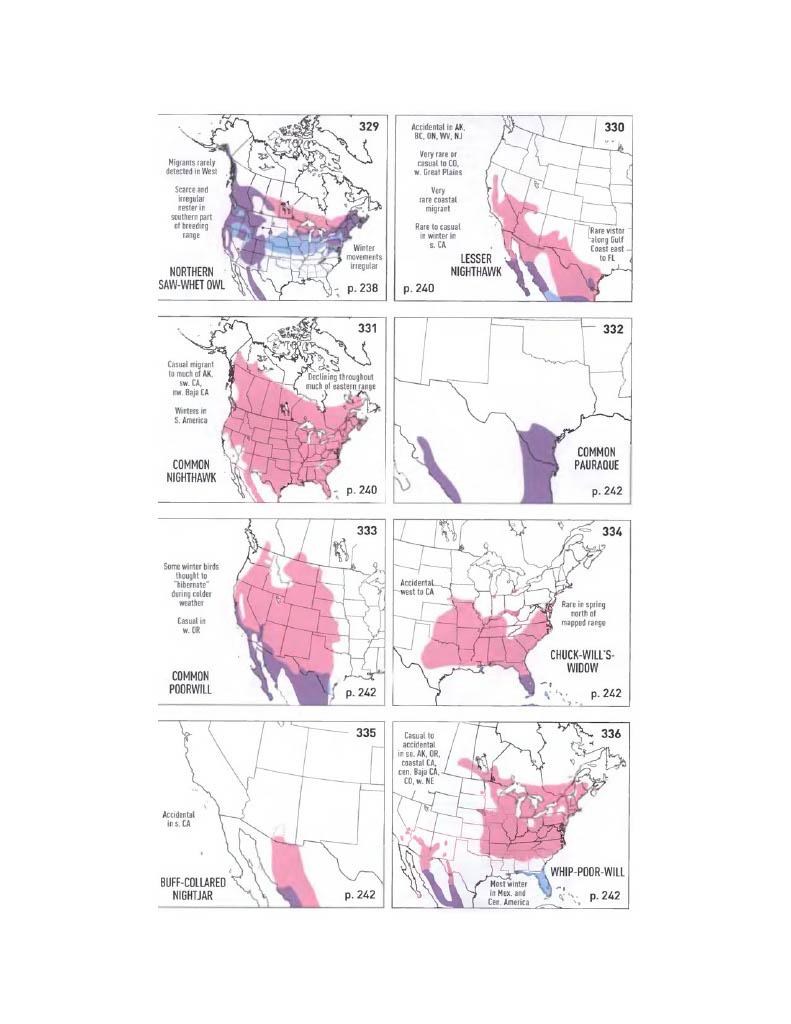 329
Migrants rarely
detected in West
Scarce and
irregular
nester in
southern part
of breeding
range
Winter
movements
irregular
NORTHERN
SAW-WHET OWL
p. 238
Accidental in AK,
BC, ON, WV, NJ
330
Very rare or
casual to CO,
w. Great Plains
Very
rare coastal
migrant
Rare to casual
in winter in
s. CA
Rare vistor
along Gulf
Coast east
to FL
LESSER
NIGHTHAWK
p. 240
331
Casual migrant
to much of AK,
sw. CA,
nw. Baja CA
Declining throughout
much of eastern range
Winters in
S. America
COMMON
NIGHTHAWK
p. 240
332
COMMON
PAURAQUE
p. 242
333
Some winter birds
thought to
"hibernate"
during colder
weather
Casual in
w. OR
COMMON
POORWILL
p. 242
334
Accidental
west to CA
Rare in spring
north of
mapped range
CHUCK-WILL'S-
WIDOW
p. 242
335
Accidental
in s. CA
BUFF-COLLARED
NIGHTJAR
p. 242
336
Casual to
accidental
in se. AK, OR,
coastal CA,
cen. Baja CA,
CO, w. NE
WHIP-POOR-WILL
Most winter
in Mex. and
Cen. America
p. 242